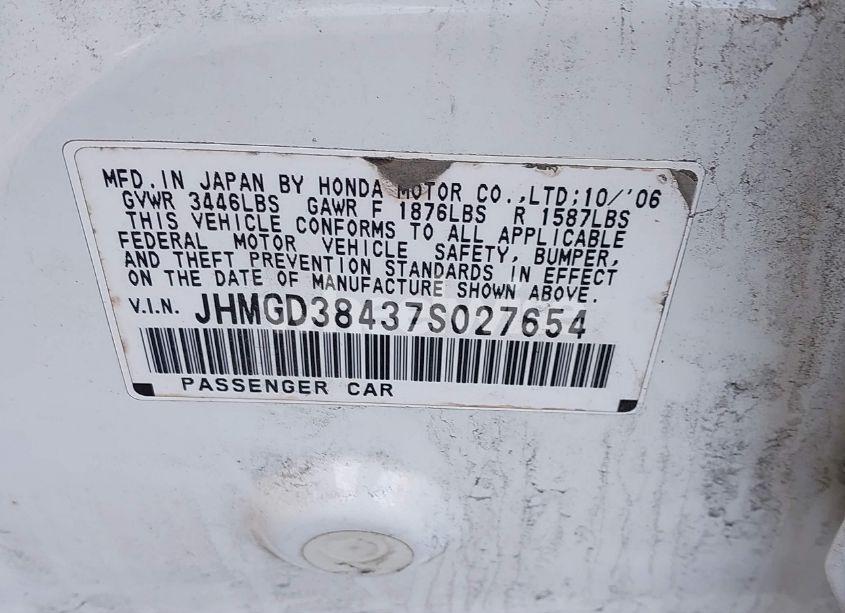 MFD. IN JAPAN BY HONDA MOTOR CO.,LTD;10/'06
GVWR 3446LBS GAWR F 1876LBS R 1587LBS
THIS VEHICLE CONFORMS TO ALL APPLICABLE
FEDERAL MOTOR VEHICLE SAFETY, BUMPER,
AND THEFT PREVENTION STANDARDS IN EFFECT
ON THE DATE OF MANUFACTURE SHOWN ABOVE.
V.I.N. JHMGD38437S027654
PASSENGER CAR